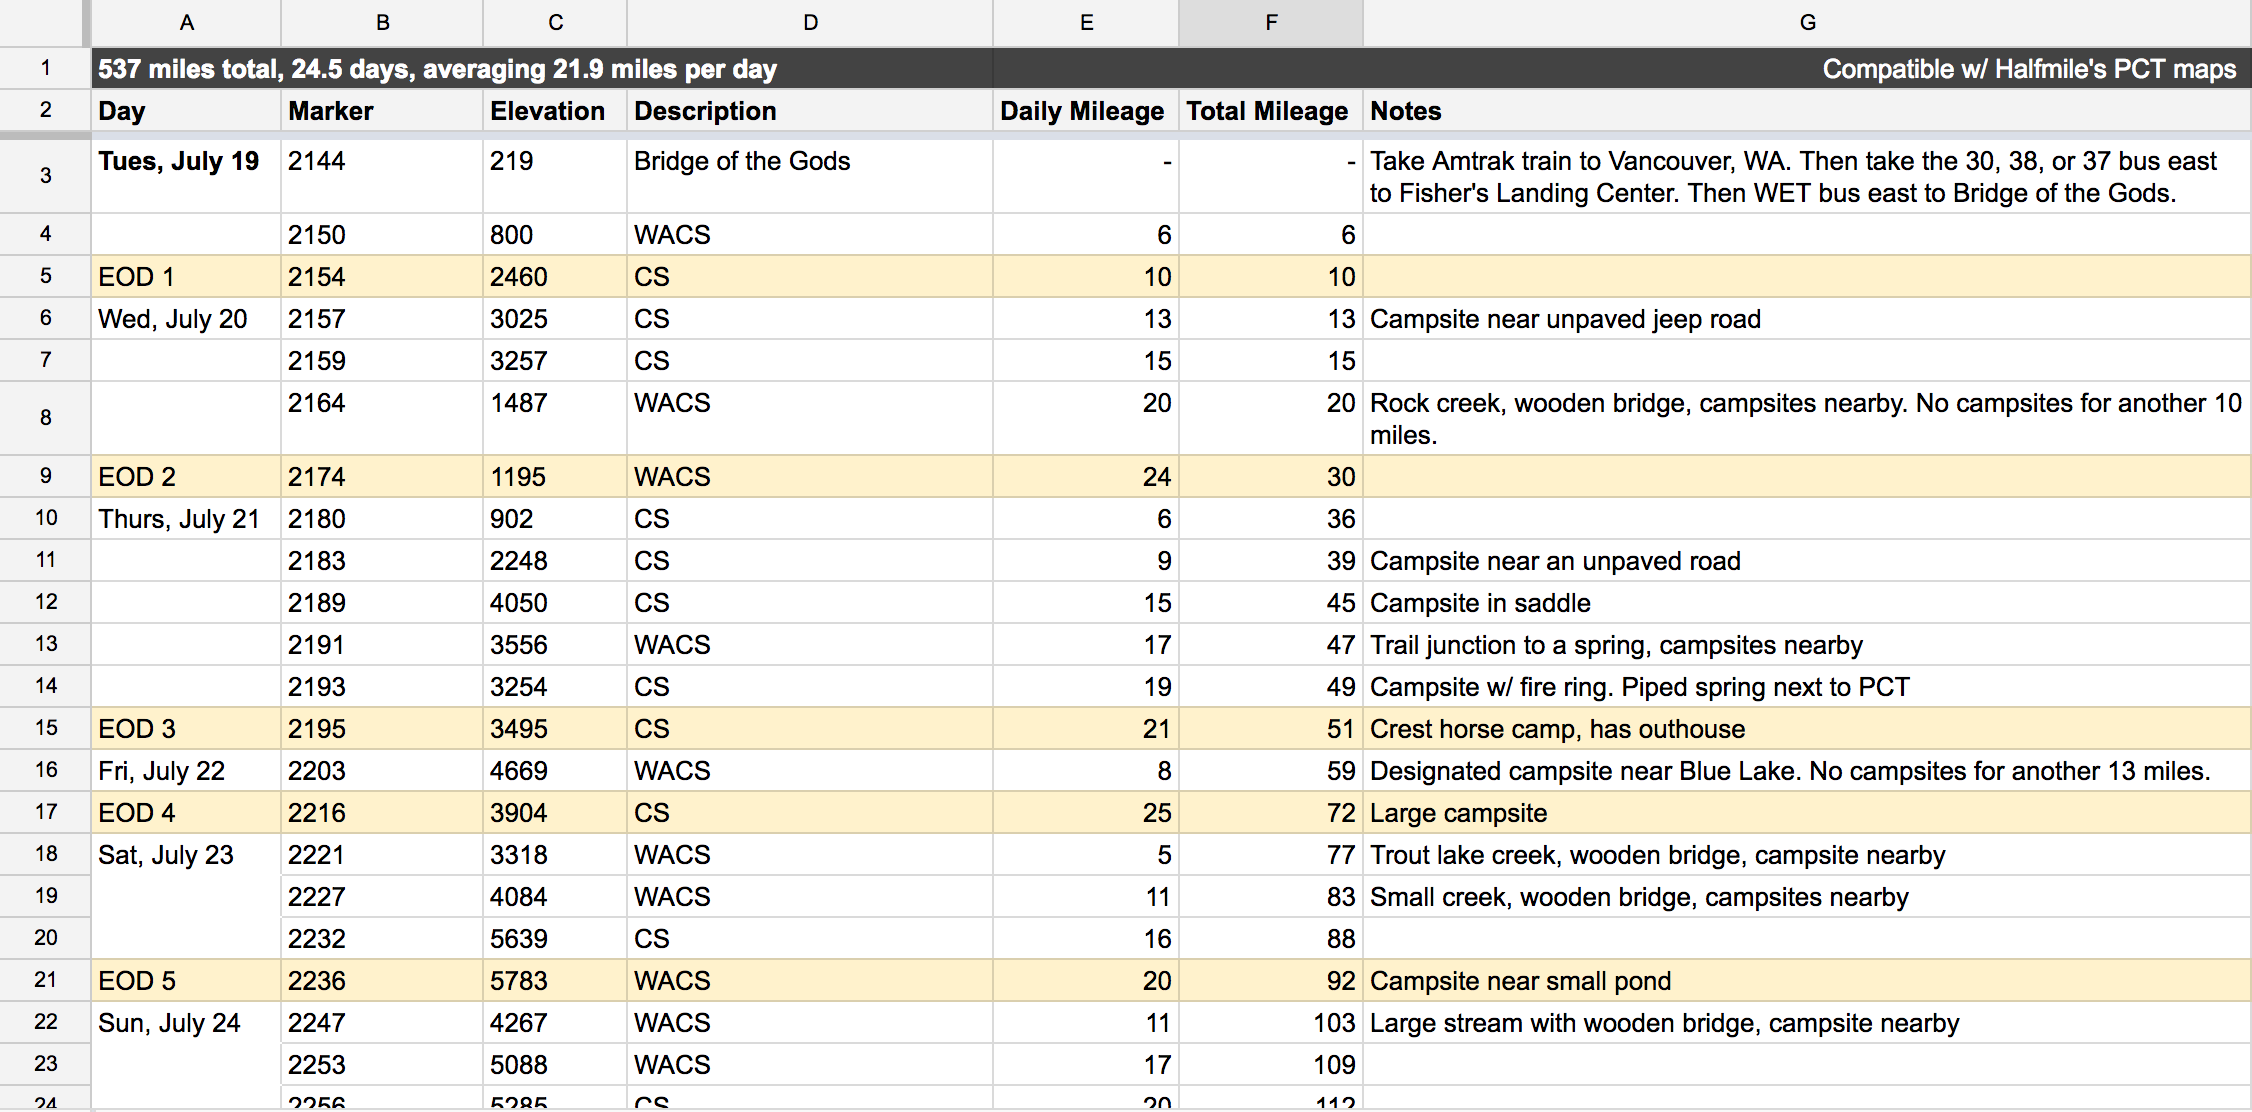 A B C D E F G
1 537 miles total, 24.5 days, averaging 21.9 miles per day Compatible w/ Halfmile's PCT maps
2 Day Marker Elevation Description Daily Mileage Total Mileage Notes
3 Tues, July 19 2144 219 Bridge of the Gods - - Take Amtrak train to Vancouver, WA. Then take the 30, 38, or 37 bus east
to Fisher's Landing Center. Then WET bus east to Bridge of the Gods.
4 2150 800 WACS 6 6
5 EOD 1 2154 2460 CS 10 10
6 Wed, July 20 2157 3025 CS 13 13 Campsite near unpaved jeep road
7 2159 3257 CS 15 15
8 2164 1487 WACS 20 20 Rock creek, wooden bridge, campsites nearby. No campsites for another 10
miles.
9 EOD 2 2174 1195 WACS 24 30
10 Thurs, July 21 2180 902 CS 6 36
11 2183 2248 CS 9 39 Campsite near an unpaved road
12 2189 4050 CS 15 45 Campsite in saddle
13 2191 3556 WACS 17 47 Trail junction to a spring, campsites nearby
14 2193 3254 CS 19 49 Campsite w/ fire ring. Piped spring next to PCT
15 EOD 3 2195 3495 CS 21 51 Crest horse camp, has outhouse
16 Fri, July 22 2203 4669 WACS 8 59 Designated campsite near Blue Lake. No campsites for another 13 miles.
17 EOD 4 2216 3904 CS 25 72 Large campsite
18 Sat, July 23 2221 3318 WACS 5 77 Trout lake creek, wooden bridge, campsite nearby
19 2227 4084 WACS 11 83 Small creek, wooden bridge, campsites nearby
20 2232 5639 CS 16 88
21 EOD 5 2236 5783 WACS 20 92 Campsite near small pond
22 Sun, July 24 2247 4267 WACS 11 103 Large stream with wooden bridge, campsite nearby
23 2253 5088 WACS 17 109
24 2256 5285 CS 20 112